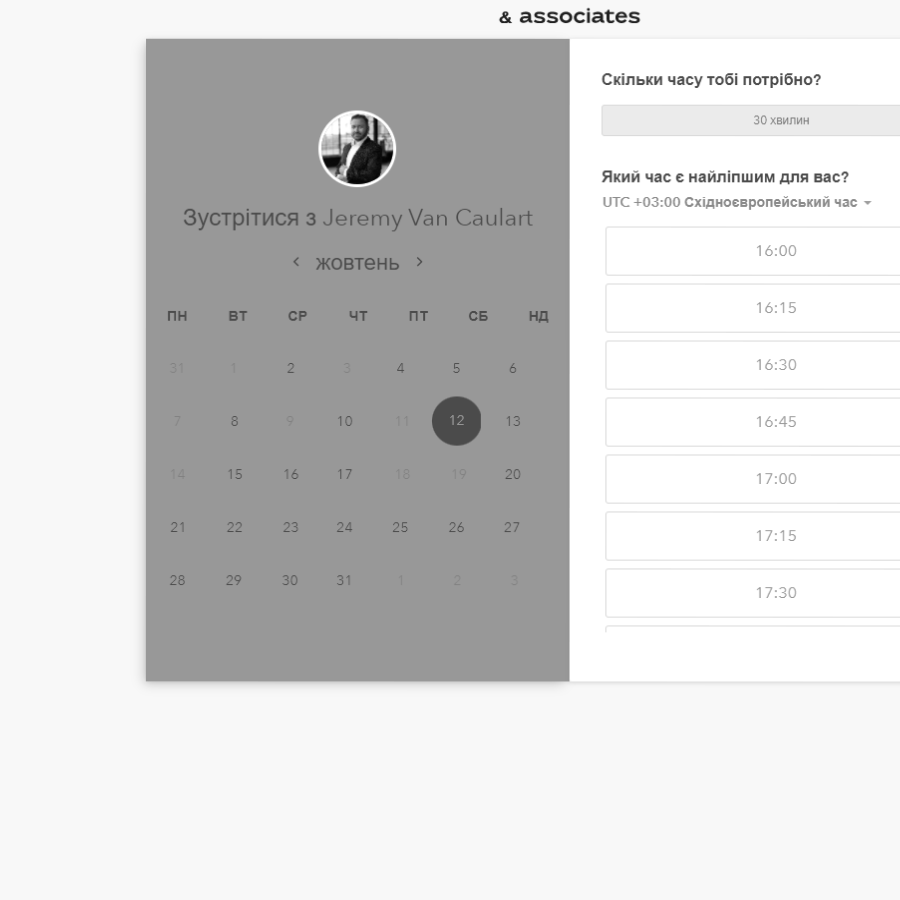 & associates
Зустрітися з Jeremy Van Caulart
‹ жовтень ›
ПН ВТ СР ЧТ ПТ СБ НД
31 1 2 3 4 5 6
7 8 9 10 11 12 13
14 15 16 17 18 19 20
21 22 23 24 25 26 27
28 29 30 31 1 2 3
Скільки часу тобі потрібно?
30 хвилин
Який час є найліпшим для вас?
UTC +03:00 Східноєвропейський час
16:00
16:15
16:30
16:45
17:00
17:15
17:30